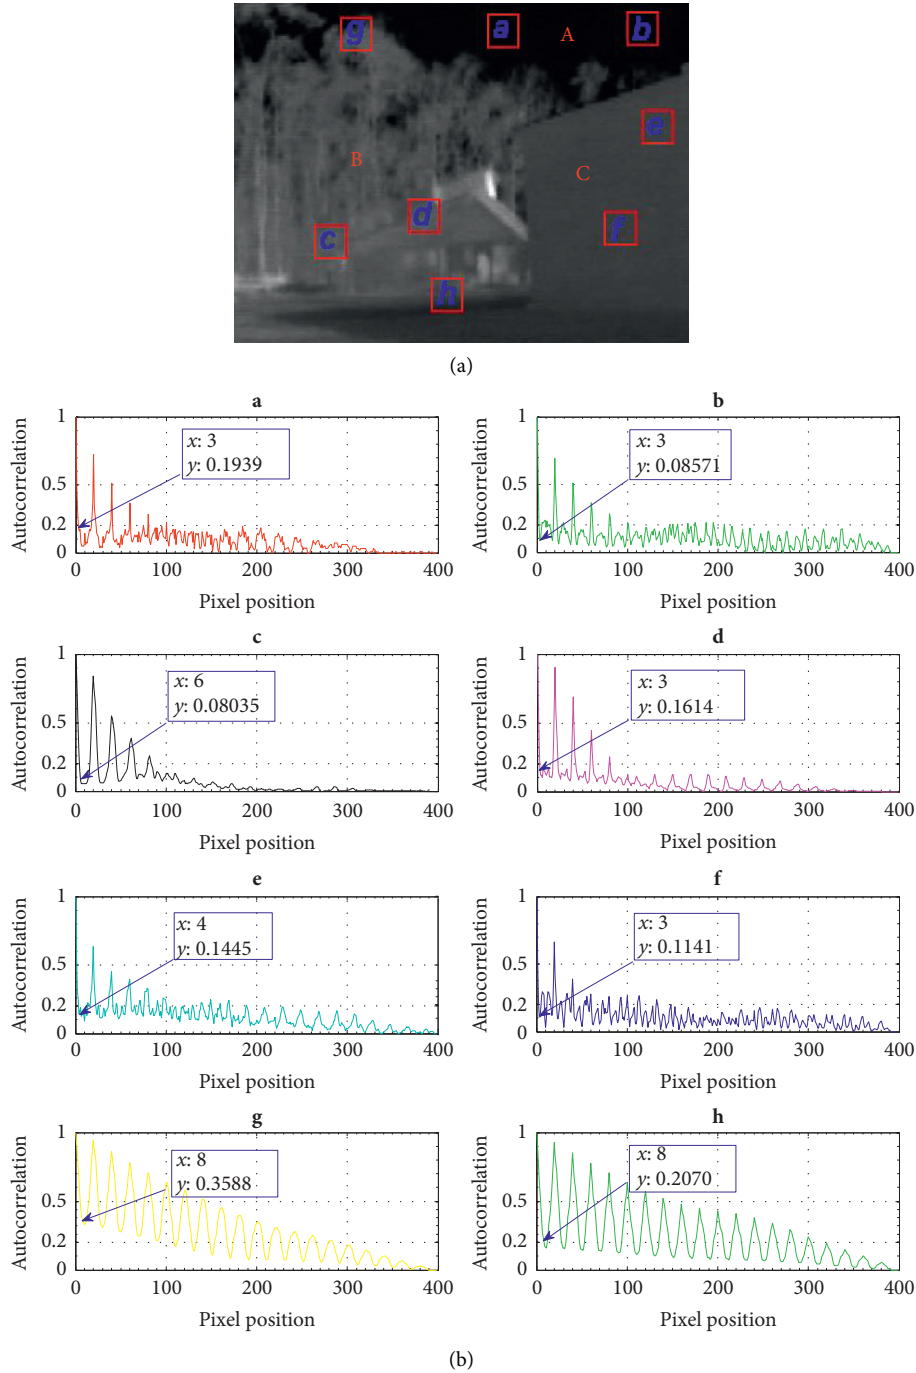 g
a
A
b
e
B
C
d
f
c
h
(a)
a
Autocorrelation
1
0.5
0.2
0
x: 3
y: 0.1939
0 100 200 300 400
Pixel position
b
Autocorrelation
1
0.5
0.2
0
x: 3
y: 0.08571
0 100 200 300 400
Pixel position
c
Autocorrelation
1
0.5
0.2
0
x: 6
y: 0.08035
0 100 200 300 400
Pixel position
d
Autocorrelation
1
0.5
0.2
0
x: 3
y: 0.1614
0 100 200 300 400
Pixel position
e
Autocorrelation
1
0.5
0.2
0
x: 4
y: 0.1445
0 100 200 300 400
Pixel position
f
Autocorrelation
1
0.5
0.2
0
x: 3
y: 0.1141
0 100 200 300 400
Pixel position
g
Autocorrelation
1
0.5
0.2
0
x: 8
y: 0.3588
0 100 200 300 400
Pixel position
h
Autocorrelation
1
0.5
0.2
0
x: 8
y: 0.2070
0 100 200 300 400
Pixel position
(b)